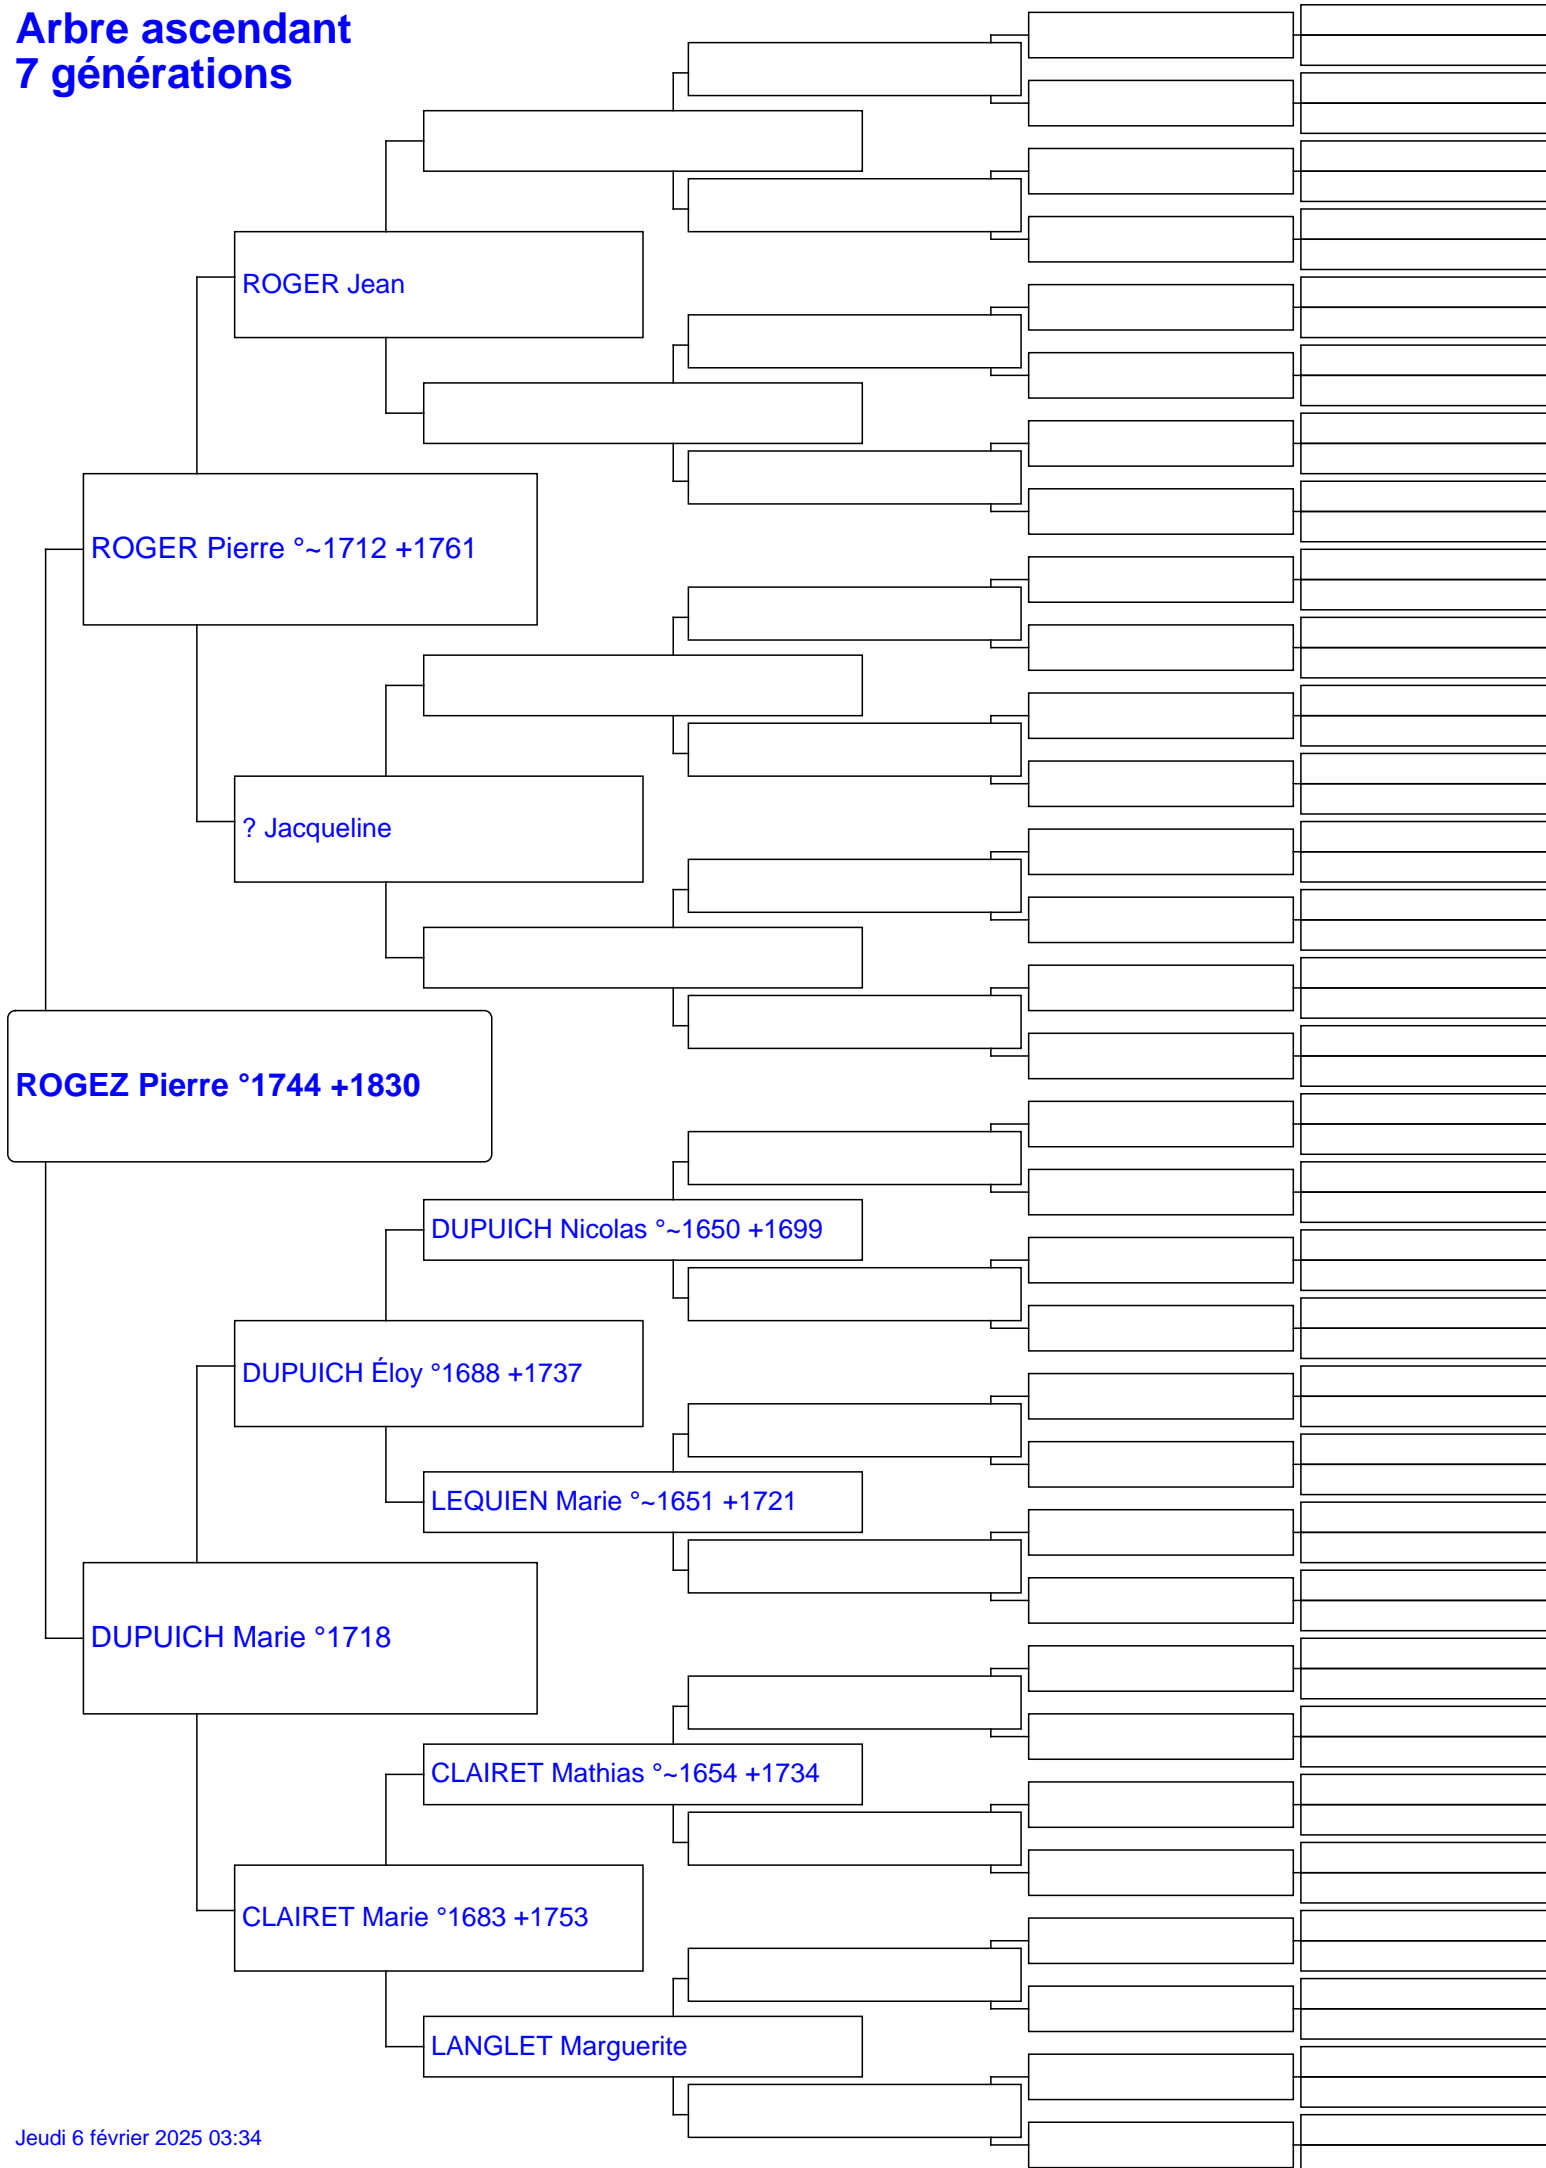 Arbre ascendant
7 générations
ROGER Jean
ROGER Pierre °~1712 +1761
? Jacqueline
ROGEZ Pierre °1744 +1830
DUPUICH Nicolas °~1650 +1699
DUPUICH Éloy °1688 +1737
LEQUIEN Marie °~1651 +1721
DUPUICH Marie °1718
CLAIRET Mathias °~1654 +1734
CLAIRET Marie °1683 +1753
LANGLET Marguerite
Jeudi 6 février 2025 03:34